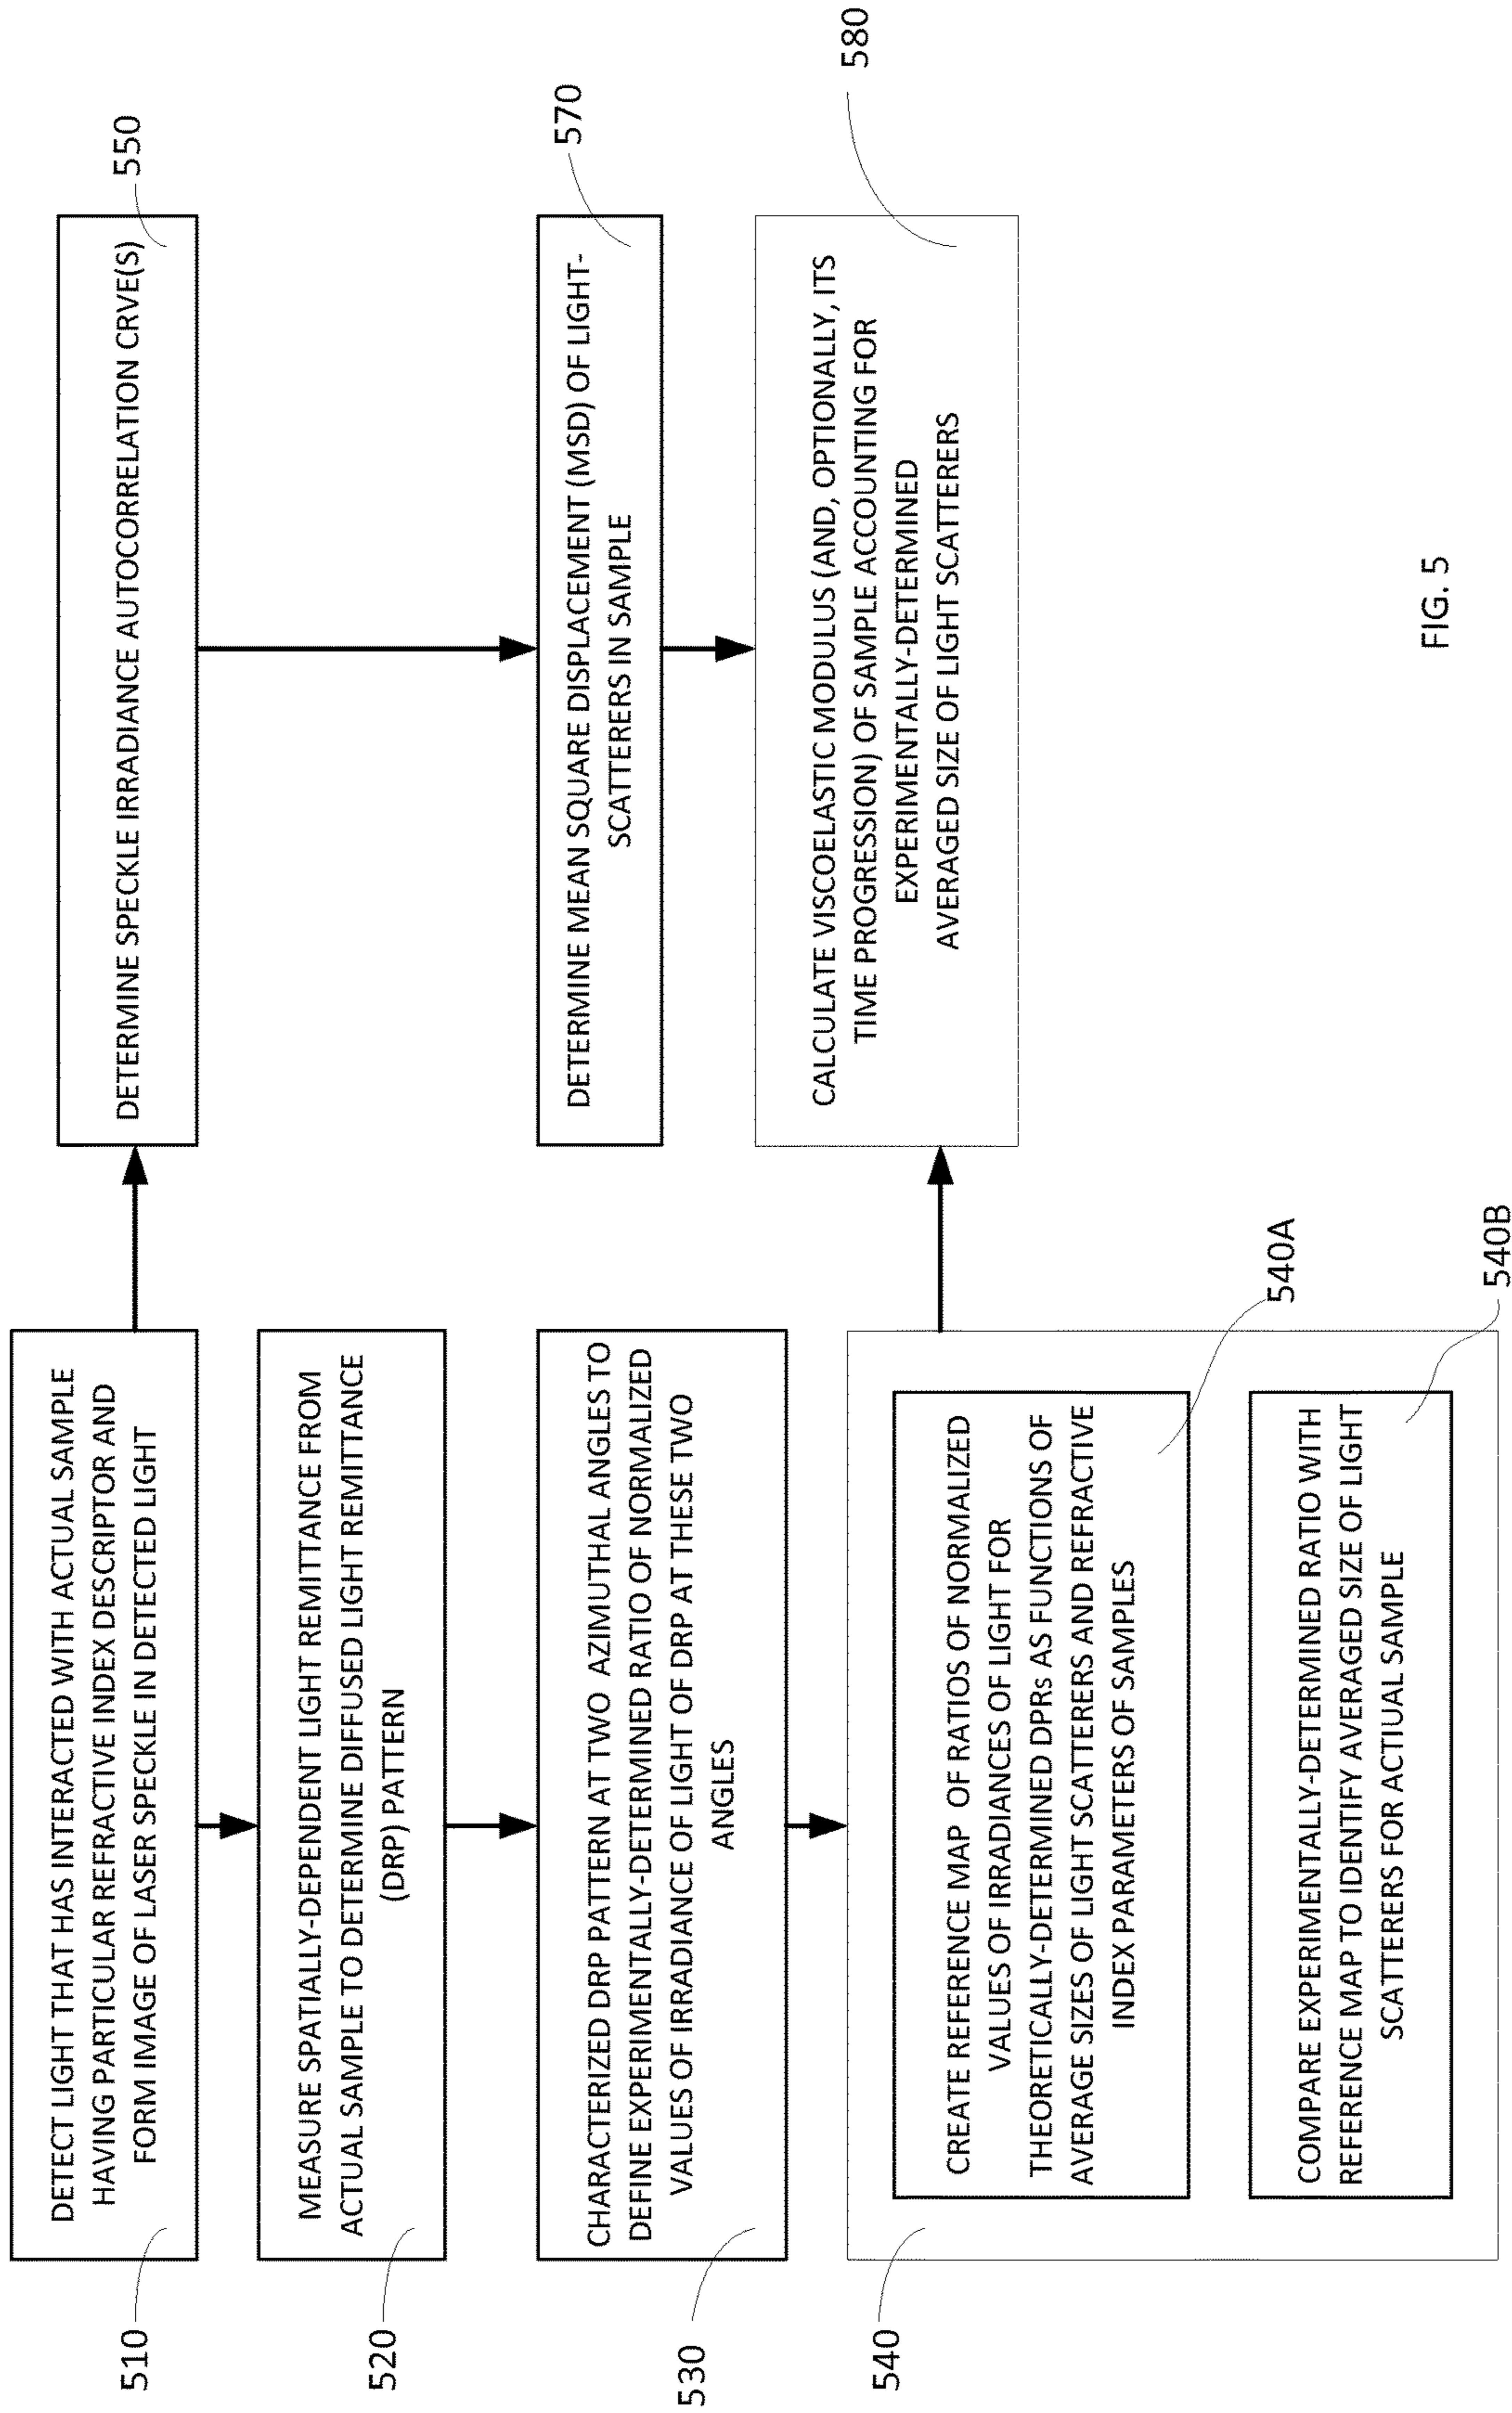 510
DETECT LIGHT THAT HAS INTERACTED WITH ACTUAL SAMPLE
HAVING PARTICULAR REFRACTIVE INDEX DESCRIPTOR AND
FORM IMAGE OF LASER SPECKLE IN DETECTED LIGHT
520
MEASURE SPATIALLY-DEPENDENT LIGHT REMITTANCE FROM
ACTUAL SAMPLE TO DETERMINE DIFFUSED LIGHT REMITTANCE
(DRP) PATTERN
530
CHARACTERIZED DRP PATTERN AT TWO AZIMUTHAL ANGLES TO
DEFINE EXPERIMENTALLY-DETERMINED RATIO OF NORMALIZED
VALUES OF IRRADIANCE OF LIGHT OF DRP AT THESE TWO
ANGLES
540
CREATE REFERENCE MAP OF RATIOS OF NORMALIZED
VALUES OF IRRADIANCES OF LIGHT FOR
THEORETICALLY-DETERMINED DPRs AS FUNCTIONS OF
AVERAGE SIZES OF LIGHT SCATTERERS AND REFRACTIVE
INDEX PARAMETERS OF SAMPLES
540A
COMPARE EXPERIMENTALLY-DETERMINED RATIO WITH
REFERENCE MAP TO IDENTIFY AVERAGED SIZE OF LIGHT
SCATTERERS FOR ACTIUAL SAMPLE
540B
DETERMINE SPECKLE IRRADIANCE AUTOCORRELATION CRVE(S)
550
DETERMINE MEAN SQUARE DISPLACEMENT (MSD) OF LIGHT-
SCATTERERS IN SAMPLE
570
CALCULATE VISCOELASTIC MODULUS (AND, OPTIONALLY, ITS
TIME PROGRESSION) OF SAMPLE ACCOUNTING FOR
EXPERIMENTALLY-DETERMINED
AVERAGED SIZE OF LIGHT SCATTERERS
580
FIG. 5